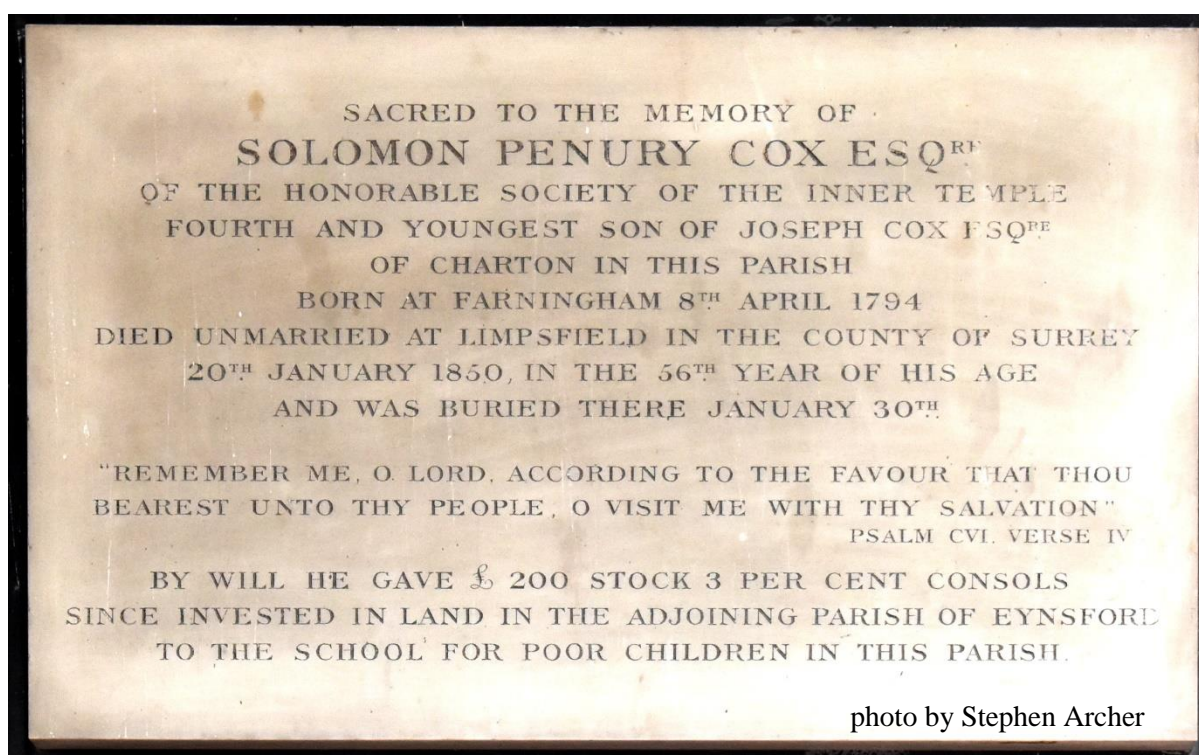 SACRED TO THE MEMORY OF
SOLOMON PENURY COX ESQRE
OF THE HONORABLE SOCIETY OF THE INNER TEMPLE
FOURTH AND YOUNGEST SON OF JOSEPH COX ESQRE
OF CHARTON IN THIS PARISH
BORN AT FARNINGHAM 8TH APRIL 1794
DIED UNMARRIED AT LIMPSFIELD IN THE COUNTY OF SURREY
20TH JANUARY 1850, IN THE 56TH YEAR OF HIS AGE
AND WAS BURIED THERE JANUARY 30TH
"REMEMBER ME, O LORD, ACCORDING TO THE FAVOUR THAT THOU
BEAREST UNTO THY PEOPLE, O VISIT ME WITH THY SALVATION"
PSALM CVI. VERSE IV
BY WILL HE GAVE £ 200 STOCK 3 PER CENT CONSOLS
SINCE INVESTED IN LAND IN THE ADJOINING PARISH OF EYNSFORD
TO THE SCHOOL FOR POOR CHILDREN IN THIS PARISH.
photo by Stephen Archer